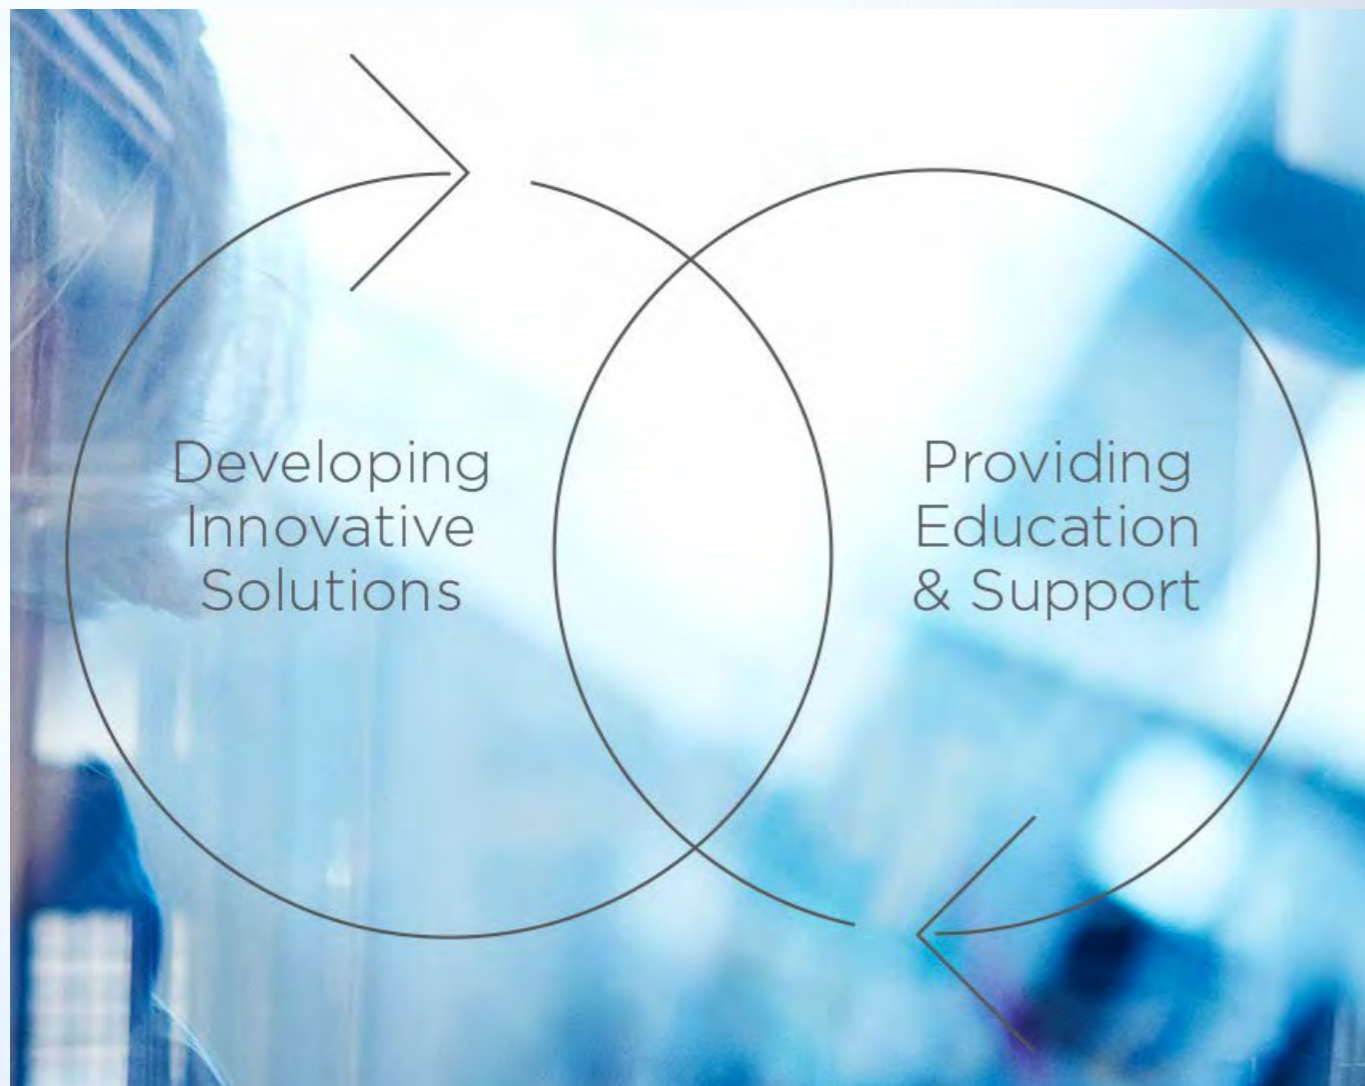 Developing
Innovative
Solutions
Providing
Education
& Support